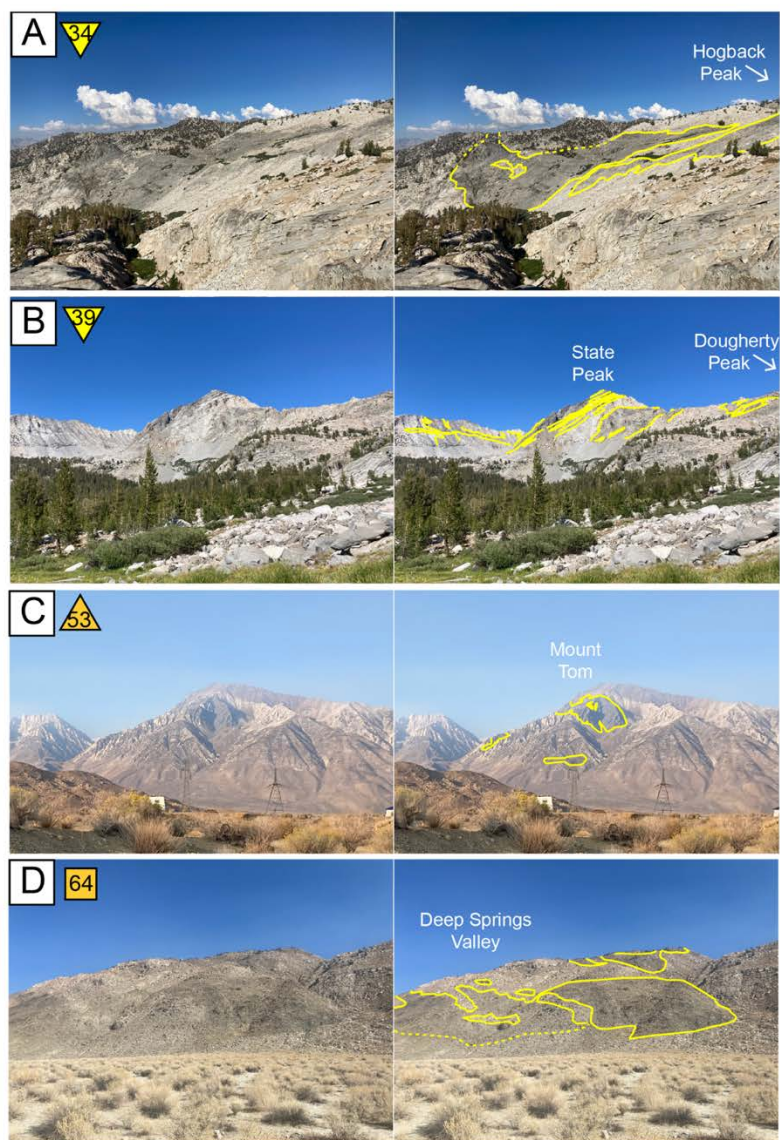 A
34
Hogback
Peak
B
39
State
Peak
Dougherty
Peak
C
53
Mount
Tom
D
64
Deep Springs
Valley